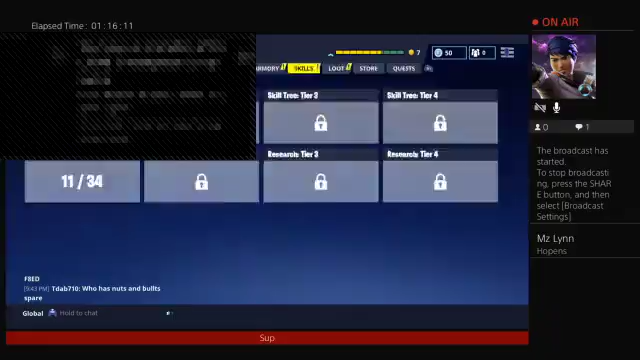 Elapsed Time : 01:16:11
ON AIR
7
50
0
ARMORY
SKILLS
LOOT
STORE
QUESTS
Skill Tree: Tier 3
Skill Tree: Tier 4
Research: Tier 3
Research: Tier 4
11 / 34
0
1
The broadcast has
started.
To stop broadcasti
ng, press the SHAR
E button, and then
select [Broadcast
Settings]
Mz Lynn
Hopens
F8ED
[9:43 PM] Tdab710: Who has nuts and bullts
spare
Global
Hold to chat
Sup